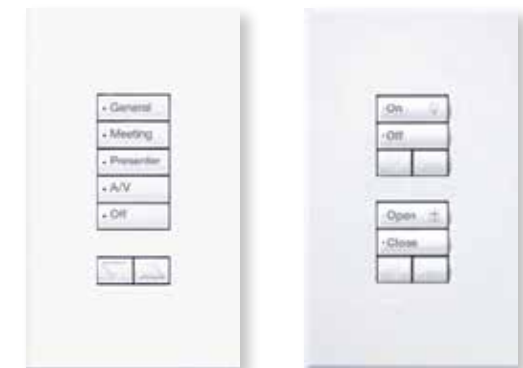 General
Meeting
Presenter
A/V
Off
On
Off
Open
Close